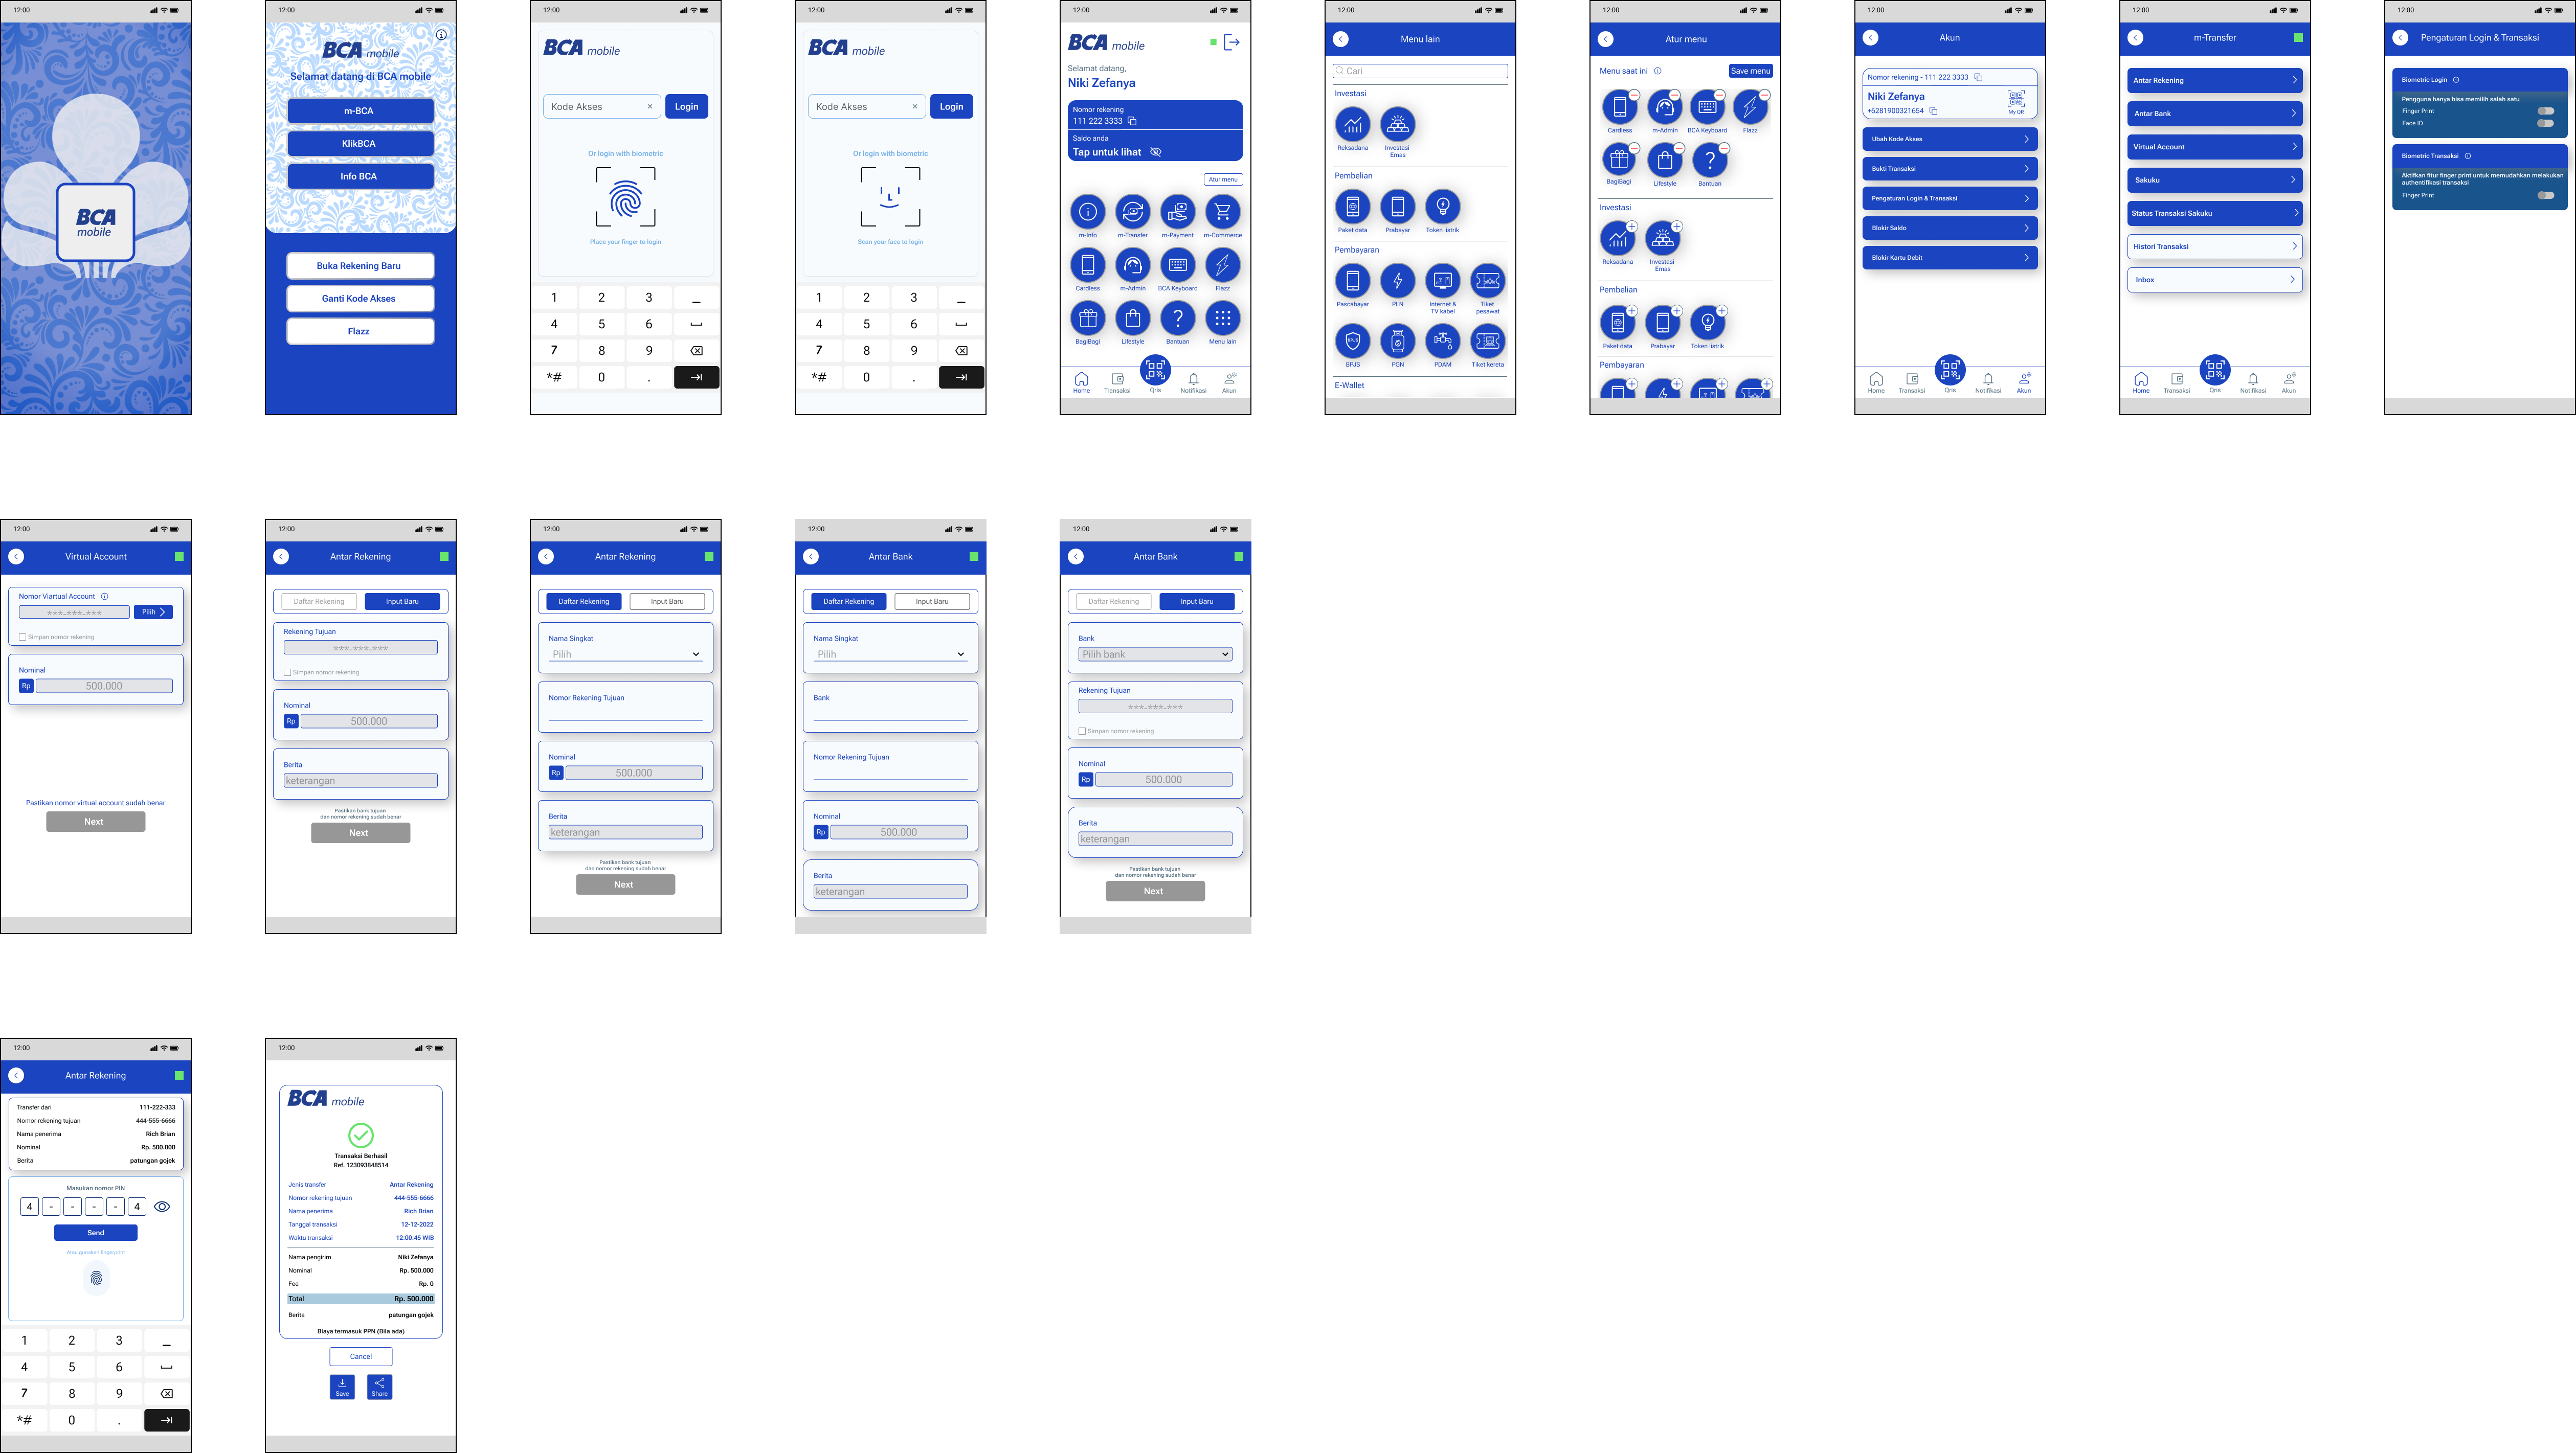 12:00
BCA
mobile
12:00
BCA mobile
Selamat datang di BCA mobile
m-BCA
KlikBCA
Info BCA
Buka Rekening Baru
Ganti Kode Akses
Flazz
12:00
BCA mobile
Kode Akses
Login
Or login with biometric
Place your finger to login
1 2 3 _
4 5 6
7 8 9
*# 0 .
12:00
BCA mobile
Kode Akses
Login
Or login with biometric
Scan your face to login
1 2 3 _
4 5 6
7 8 9
*# 0 .
12:00
BCA mobile
Selamat datang,
Niki Zefanya
Nomor rekening
111 222 3333
Saldo anda
Tap untuk lihat
Atur menu
m-Info m-Transfer m-Payment m-Commerce
Cardless m-Admin BCA Keyboard Flazz
BagiBagi Lifestyle Bantuan Menu lain
Home Transaksi Qris Notifikasi Akun
12:00
Menu lain
Cari
Investasi
Reksadana Investasi
Emas
Pembelian
Paket data Prabayar Token listrik
Pembayaran
Pascabayar PLN Internet & Tiket
TV kabel pesawat
BPJS
BPJS PGN PDAM Tiket kereta
E-Wallet
12:00
Atur menu
Menu saat ini Save menu
Cardless m-Admin BCA Keyboard Flazz
BagiBagi Lifestyle Bantuan
Investasi
Reksadana Investasi
Emas
Pembelian
Paket data Prabayar Token listrik
Pembayaran
12:00
Akun
Nomor rekening - 111 222 3333
Niki Zefanya
+6281900321654
My QR
Ubah Kode Akses
Bukti Transaksi
Pengaturan Login & Transaksi
Blokir Saldo
Blokir Kartu Debit
Home Transaksi Qris Notifikasi Akun
12:00
m-Transfer
Antar Rekening
Antar Bank
Virtual Account
Sakuku
Status Transaksi Sakuku
Histori Transaksi
Inbox
Home Transaksi Qris Notifikasi Akun
12:00
Pengaturan Login & Transaksi
Biometric Login
Pengguna hanya bisa memilih salah satu
Finger Print
Face ID
Biometric Transaksi
Aktifkan fitur finger print untuk memudahkan melakukan
authentifikasi transaksi
Finger Print
12:00
Virtual Account
Nomor Viartual Account
***-***-***
Pilih
Simpan nomor rekening
Nominal
Rp 500.000
Pastikan nomor virtual account sudah benar
Next
12:00
Antar Rekening
Daftar Rekening Input Baru
Rekening Tujuan
***-***-***
Simpan nomor rekening
Nominal
Rp 500.000
Berita
keterangan
Pastikan bank tujuan
dan nomor rekening sudah benar
Next
12:00
Antar Rekening
Daftar Rekening Input Baru
Nama Singkat
Pilih
Nomor Rekening Tujuan
Nominal
Rp 500.000
Berita
keterangan
Pastikan bank tujuan
dan nomor rekening sudah benar
Next
12:00
Antar Bank
Daftar Rekening Input Baru
Nama Singkat
Pilih
Bank
Nomor Rekening Tujuan
Nominal
Rp 500.000
Berita
keterangan
12:00
Antar Bank
Daftar Rekening Input Baru
Bank
Pilih bank
Rekening Tujuan
***-***-***
Simpan nomor rekening
Nominal
Rp 500.000
Berita
keterangan
Pastikan bank tujuan
dan nomor rekening sudah benar
Next
12:00
Antar Rekening
Transfer dari 111-222-333
Nomor rekening tujuan 444-555-6666
Nama penerima Rich Brian
Nominal Rp. 500.000
Berita patungan gojek
Masukan nomor PIN
4 - - - - 4
Send
Atau gunakan fingerprint
1 2 3 _
4 5 6
7 8 9
*# 0 .
12:00
BCA mobile
Transaksi Berhasil
Ref. 123093848514
Jenis transfer Antar Rekening
Nomor rekening tujuan 444-555-6666
Nama penerima Rich Brian
Tanggal transaksi 12-12-2022
Waktu transaksi 12:00:45 WIB
Nama pengirim Niki Zefanya
Nominal Rp. 500.000
Fee Rp. 0
Total Rp. 500.000
Berita patungan gojek
Biaya termasuk PPN (Bila ada)
Cancel
Save Share